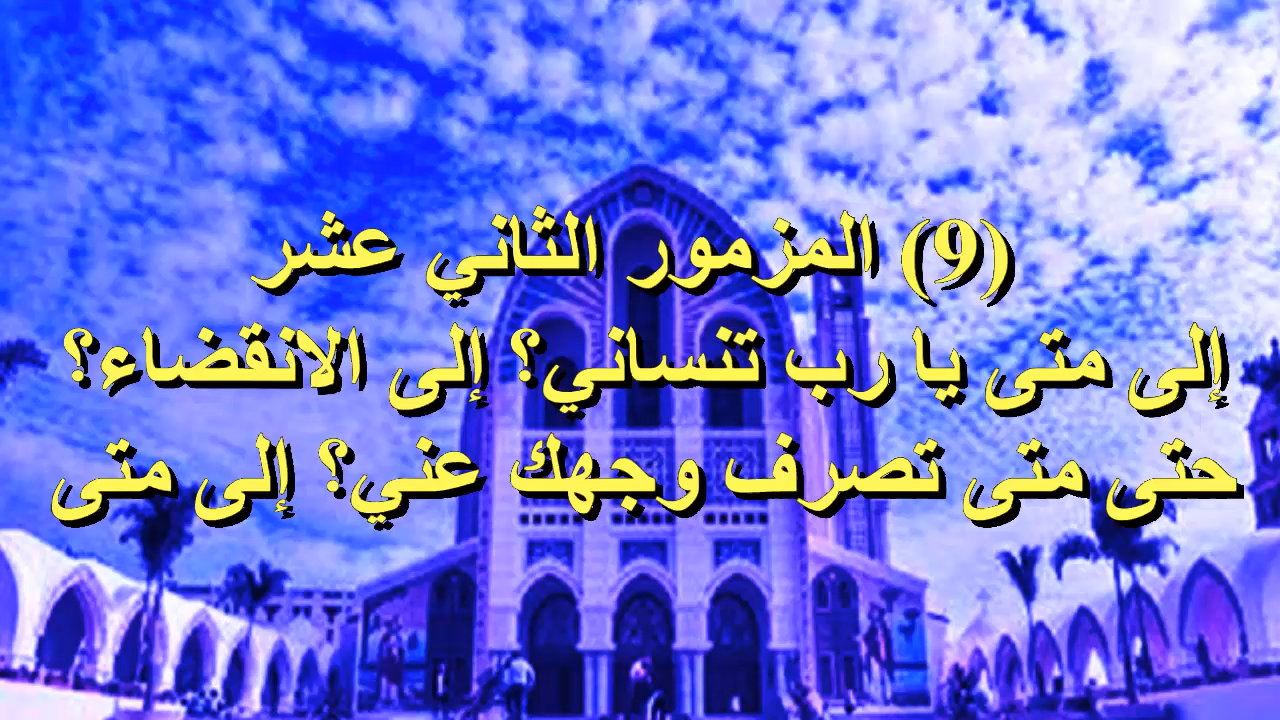 (9) المزمور الثاني عشر
إلى متى يا رب تنساني؟ إلى الانقضاء؟
حتى متى تصرف وجهك عني؟ إلى متى